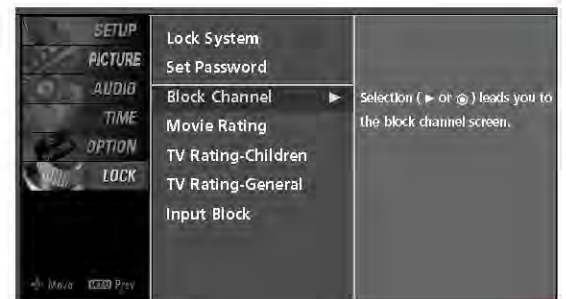 SETUP
PICTURE
AUDIO
TIME
OPTION
LOCK
Move Prev
Lock System
Set Password
Block Channel ►
Movie Rating
TV Rating-Children
TV Rating-General
Input Block
Selection ( ► or ◉ ) leads you to
the block channel screen.